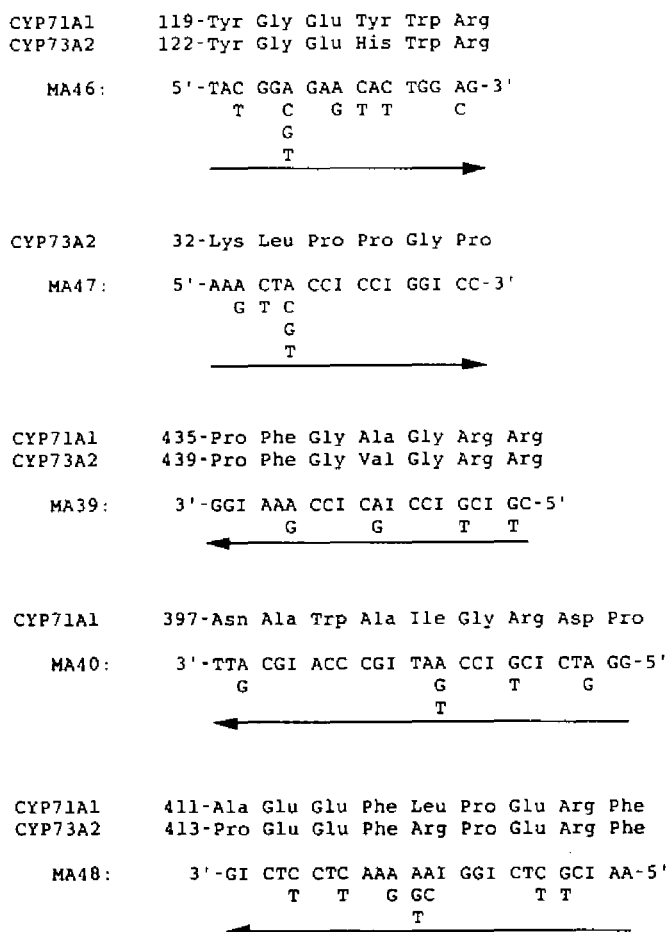 CYP71A1 119-Tyr Gly Glu Tyr Trp Arg
CYP73A2 122-Tyr Gly Glu His Trp Arg
MA46: 5'-TAC GGA GAA CAC TGG AG-3'
T C G T T C
G
T
CYP73A2 32-Lys Leu Pro Pro Gly Pro
MA47: 5'-AAA CTA CCI CCI GGI CC-3'
G T C
G
T
CYP71A1 435-Pro Phe Gly Ala Gly Arg Arg
CYP73A2 439-Pro Phe Gly Val Gly Arg Arg
MA39: 3'-GGI AAA CCI CAI CCI GCI GC-5'
G G T T
CYP71A1 397-Asn Ala Trp Ala Ile Gly Arg Asp Pro
MA40: 3'-TTA CGI ACC CGI TAA CCI GCI CTA GG-5'
G G T G
T
CYP71A1 411-Ala Glu Glu Phe Leu Pro Glu Arg Phe
CYP73A2 413-Pro Glu Glu Phe Arg Pro Glu Arg Phe
MA48: 3'-GI CTC CTC AAA AAI GGI CTC GCI AA-5'
T T G GC T T
T